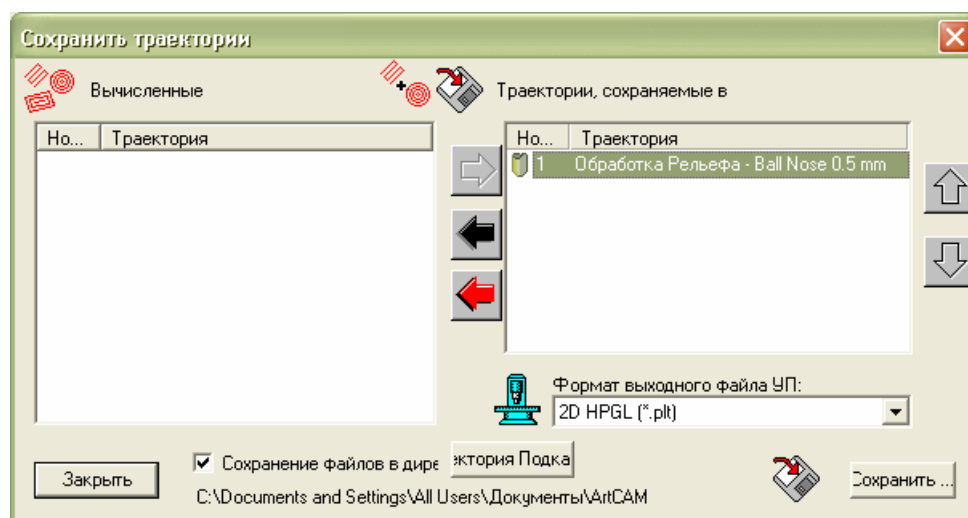 Сохранить траектории
Вычисленные
Траектории, сохраняемые в
Но... Траектория
Но... Траектория
1 Обработка Рельефа - Ball Nose 0.5 mm
Формат выходного файла УП:
2D HPGL (*.plt)
Закрыть
Сохранение файлов в дире
ектория Подка
Сохранить ...
C:\Documents and Settings\All Users\Документы\ArtCAM